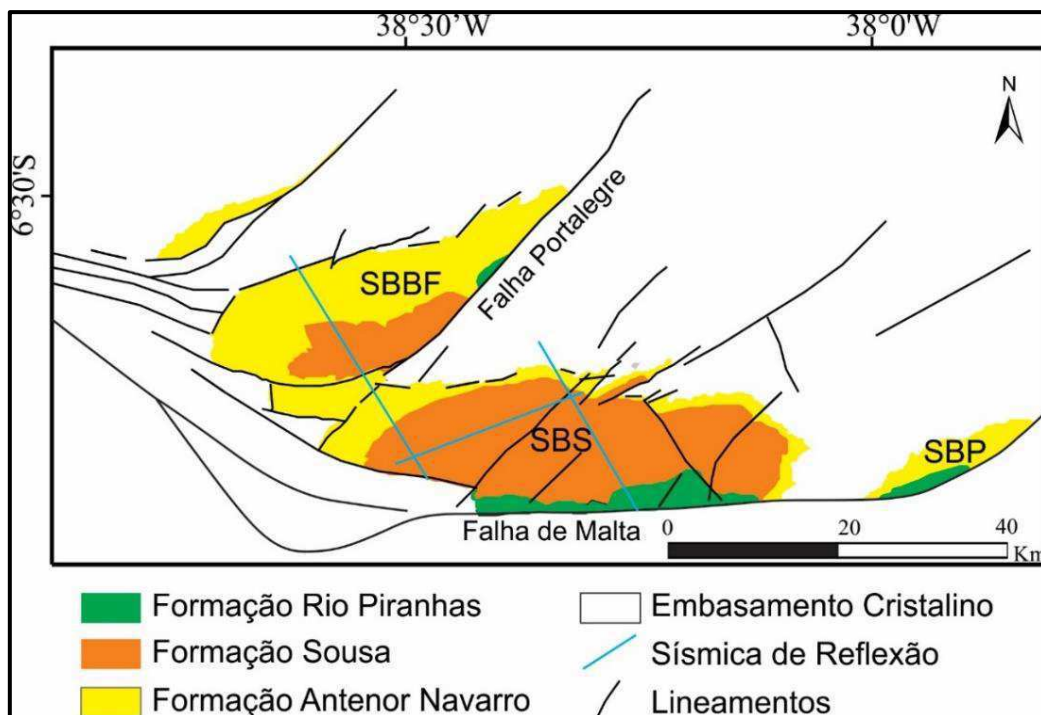 38°30'W
38°0'W
N
6°30'S
SBBF
Falha Portalegre
SBS
SBP
Falha de Malta
0
20
40
Km
Formação Rio Piranhas
Embasamento Cristalino
Formação Sousa
Sísmica de Reflexão
Formação Antenor Navarro
Lineamentos